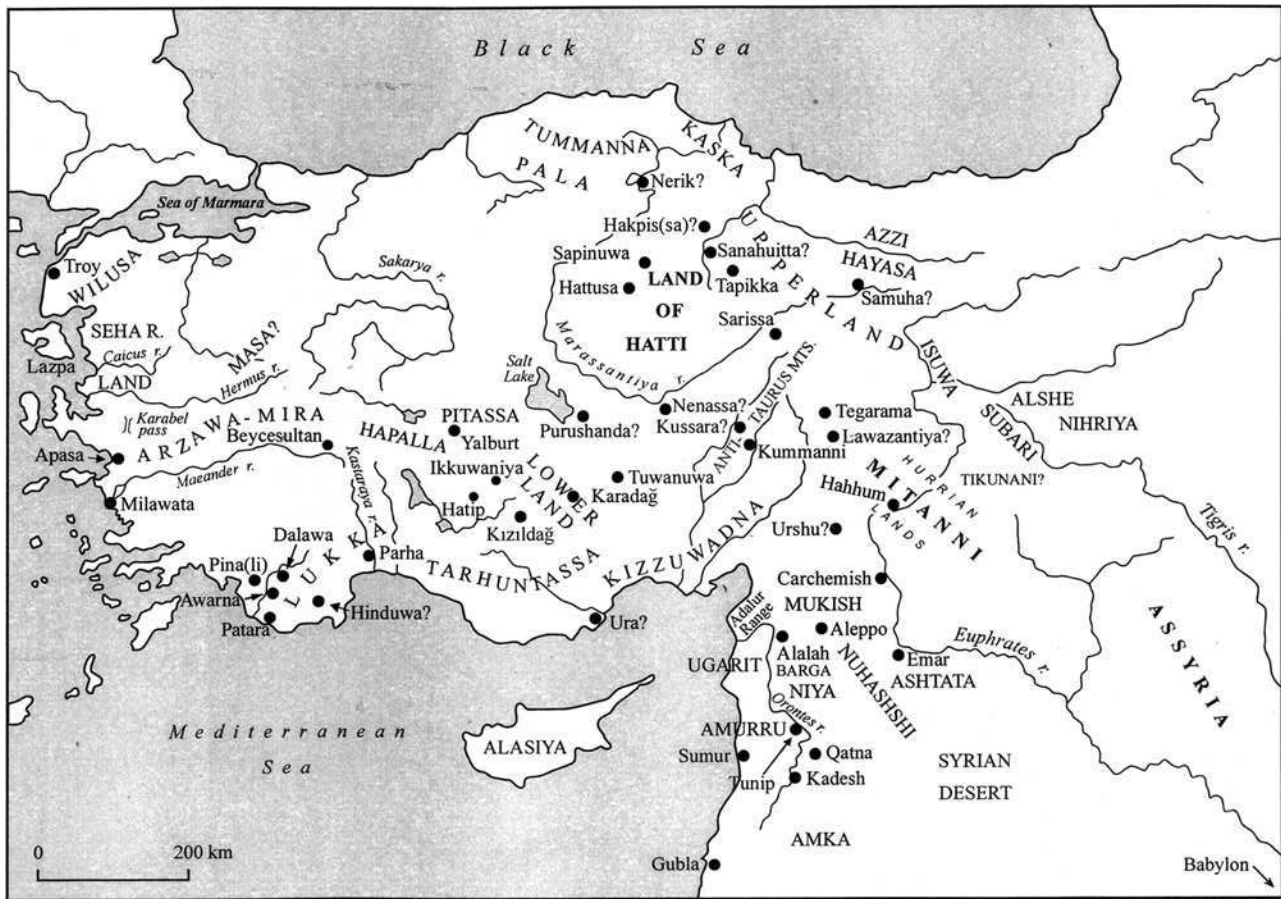 Black Sea
TUMMANNA
KASKA
PALA
Nerik?
Sea of Marmara
Hakpis(sa)?
UPPER LAND
AZZI
Sapinuwa
Sanahuitta?
HAYASA
Troy
WILUSA
Sakarya r.
LAND
OF
HATTI
Tapikka
Hattusa
Samuha?
Sarissa
SEHA R.
LAND
MASA?
Marassantiya r.
ISUWA
Lazpa
Caicus r.
Hermus r.
Salt
Lake
ANTI-TAURUS MTS.
ALSHE
NIHRIYA
Karabel
pass
ARZAWA-MIRA
PITASSA
Nenassa?
Tegarama
SUBARI
Beycesultan
HAPALLA
Yalburt
Purushanda?
Kussara?
Lawazantiya?
Apasa
Kummanni
Maeander r.
Kastaraya r.
Ikkuwaniya
LOWER
LAND
Tuwanuwa
MITANNI
HURRIAN
LANDS
TIKUNANI?
Milawata
Hatip
Karadağ
Hahhum
Kızıldağ
Tigris r.
Urshu?
Dalawa
LUKKA
Parha
TARHUNTASSA
KIZZUWADNA
Pina(li)
Carchemish
Awarna
Hinduwa?
MUKISH
Adalur
Range
Patara
Ura?
Aleppo
ASSYRIA
Alalah
Euphrates r.
UGARIT
BARGA
NUHASHSHI
Emar
ASHTATA
NIYA
Orontes r.
Mediterranean
Sea
ALASIYA
AMURRU
Sumur
Qatna
SYRIAN
DESERT
Tunip
Kadesh
AMKA
0 200 km
Gubla
Babylon